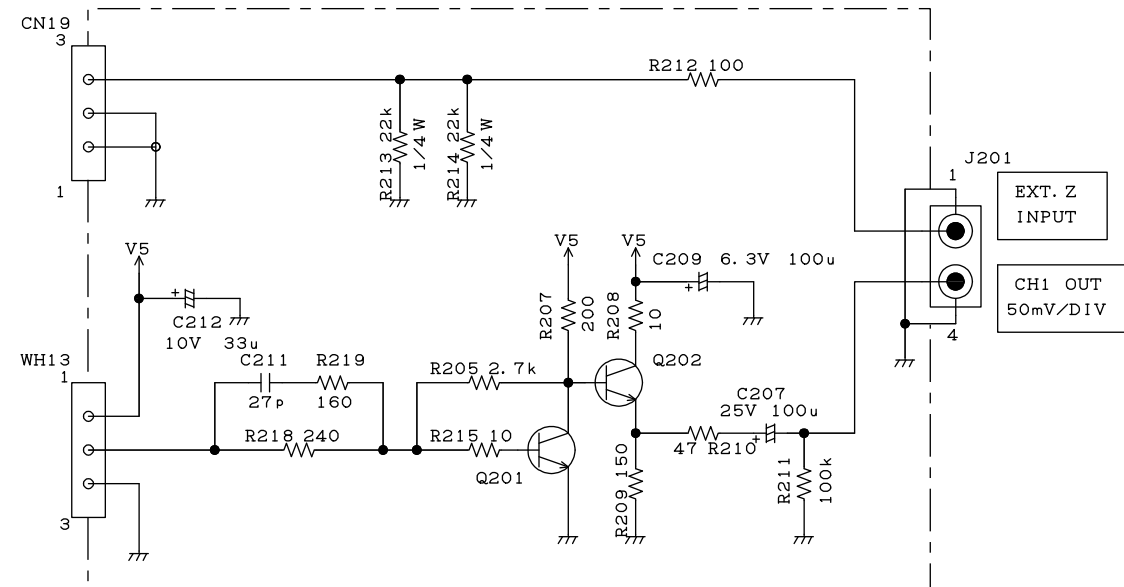 CN19
3
R212 100
R213 22k
1/4W
R214 22k
1/4W
1
J201
1
EXT. Z
INPUT
V5
V5
V5
C209 6.3V 100u
CH1 OUT
50mV/DIV
4
C212
10V 33u
R207
200
R208
10
WH13
1
C211
27p
R219
160
R205 2.7k
Q202
R218 240
R215 10
Q201
C207
25V 100u
47 R210
R209 150
R211
100k
3